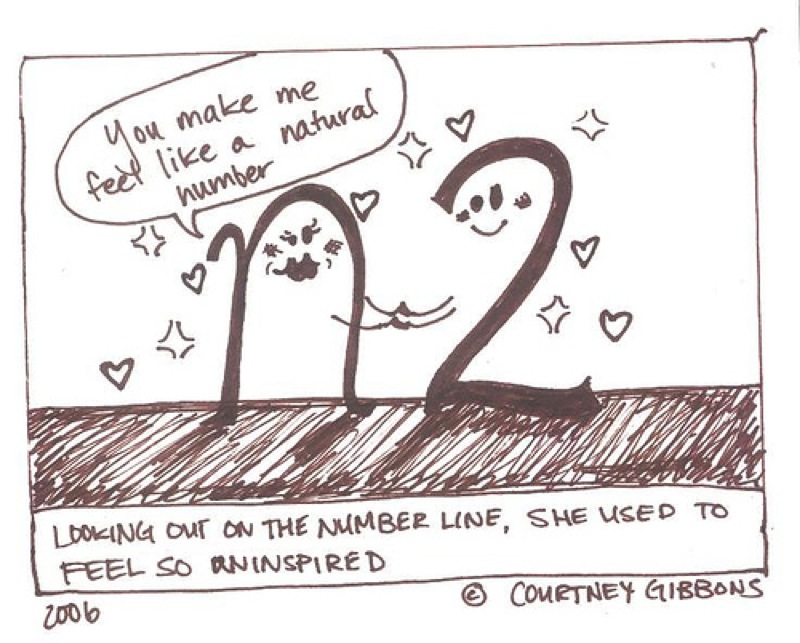 You make me
feel like a natural
number
n 2
LOOKING OUT ON THE NUMBER LINE, SHE USED TO
FEEL SO UNINSPIRED
2006 © COURTNEY GIBBONS